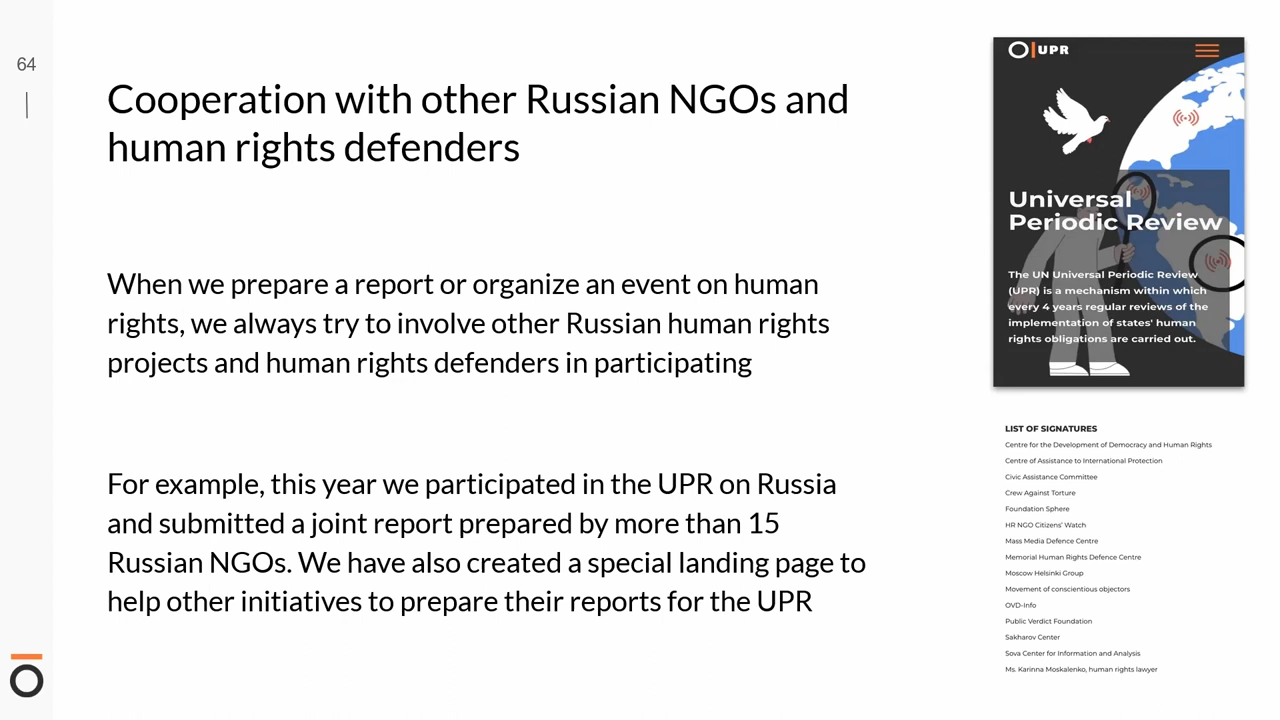 64
Cooperation with other Russian NGOs and
human rights defenders
When we prepare a report or organize an event on human
rights, we always try to involve other Russian human rights
projects and human rights defenders in participating
For example, this year we participated in the UPR on Russia
and submitted a joint report prepared by more than 15
Russian NGOs. We have also created a special landing page to
help other initiatives to prepare their reports for the UPR
UPR
Universal
Periodic Review
The UN Universal Periodic Review
(UPR) is a mechanism within which
every 4 years regular reviews of the
implementation of states' human
rights obligations are carried out.
LIST OF SIGNATURES
Centre for the Development of Democracy and Human Rights
Centre of Assistance to International Protection
Civic Assistance Committee
Crew Against Torture
Foundation Sphere
HR NGO Citizens' Watch
Mass Media Defence Centre
Memorial Human Rights Defence Centre
Moscow Helsinki Group
Movement of conscientious objectors
OVD-Info
Public Verdict Foundation
Sakharov Center
Sova Center for Information and Analysis
Ms. Karinna Moskalenko, human rights lawyer